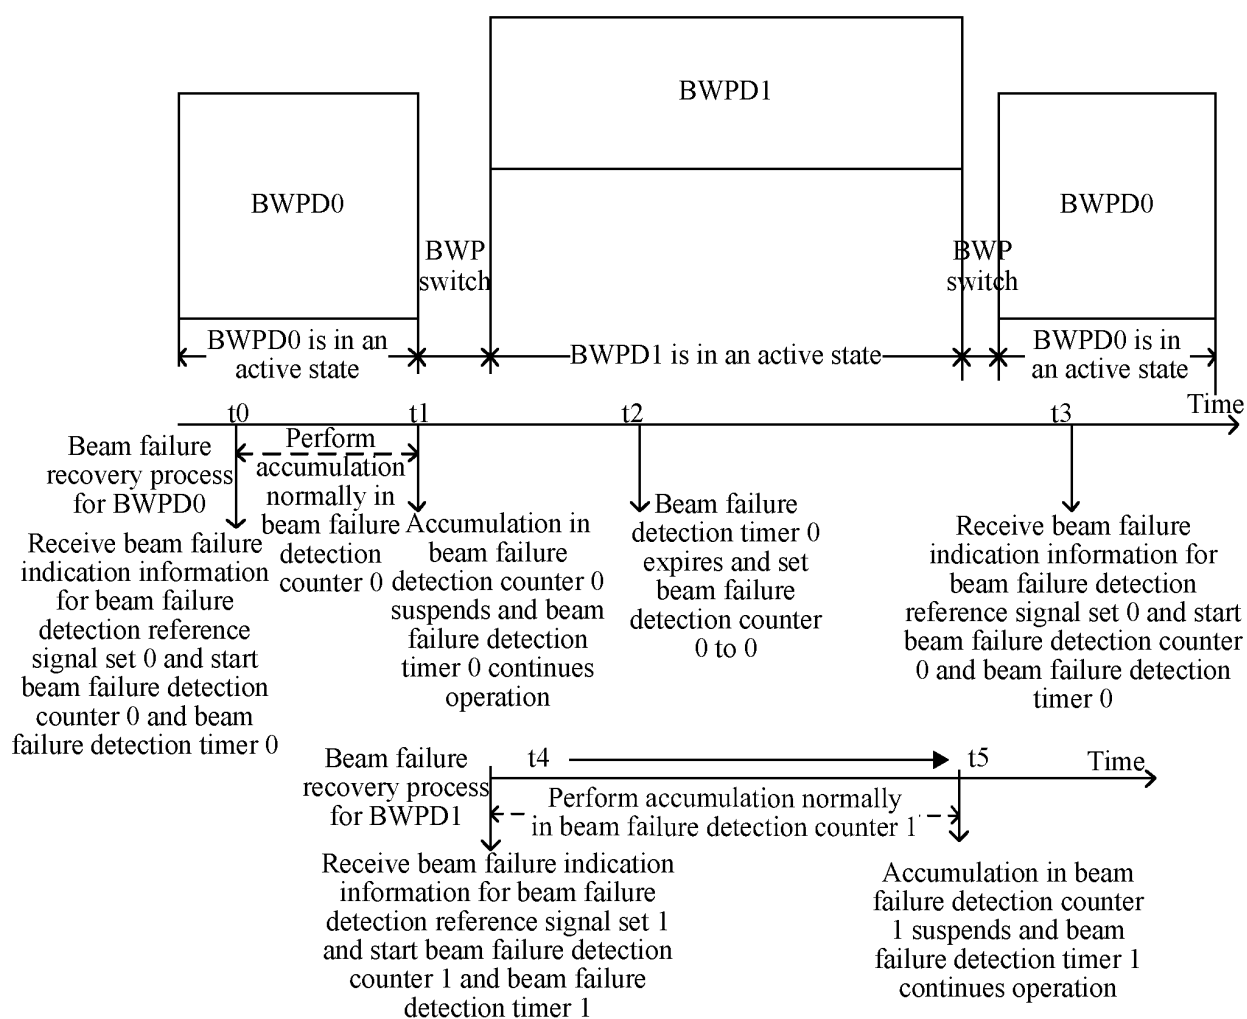 BWPD1
BWPD0
BWPD0
BWP
switch
BWP
switch
BWPD0 is in an
active state
BWPD1 is in an active state
BWPD0 is in
an active state
t0
t1
t2
t3
Time
Beam failure
recovery process
for BWPD0
Perform
accumulation
normally in
beam failure
detection
counter 0
Receive beam failure
indication information
for beam failure
detection reference
signal set 0 and start
beam failure detection
counter 0 and beam
failure detection timer 0
Accumulation in
beam failure
detection counter 0
suspends and beam
failure detection
timer 0 continues
operation
Beam failure
detection timer 0
expires and set
beam failure
detection counter
0 to 0
Receive beam failure
indication information for
beam failure detection
reference signal set 0 and start
beam failure detection counter
0 and beam failure detection
timer 0
Beam failure
recovery process
for BWPD1
t4
t5
Time
Perform accumulation normally
in beam failure detection counter 1
Receive beam failure indication
information for beam failure
detection reference signal set 1
and start beam failure detection
counter 1 and beam failure
detection timer 1
Accumulation in beam
failure detection counter
1 suspends and beam
failure detection timer 1
continues operation